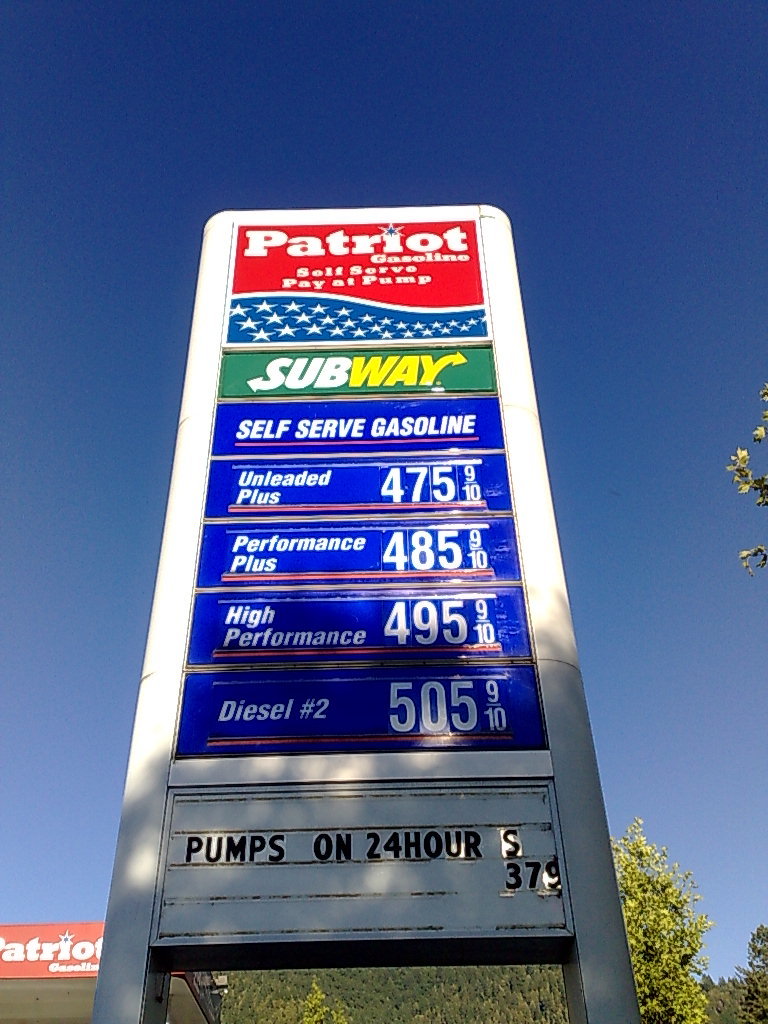 Patriot
Gasoline
Self Serve
Pay at Pump
SUBWAY
SELF SERVE GASOLINE
Unleaded Plus 475 9/10
Performance Plus 485 9/10
High Performance 495 9/10
Diesel #2 505 9/10
PUMPS ON 24HOUR S
379
Patriot
Gasoline